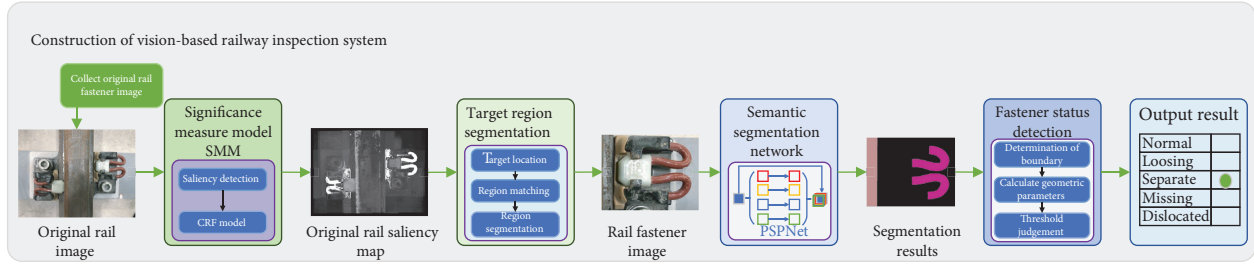 Construction of vision-based railway inspection system
Collect original rail
fastener image
Original rail
image
Significance
measure model
SMM
Saliency detection
CRF model
Original rail saliency
map
Target region
segmentation
Target location
Region matching
Region
segmentation
Rail fastener
image
Semantic
segmentation
network
PSPNet
Segmentation
results
Fastener status
detection
Determination of
boundary
Calculate geometric
parameters
Threshold
judgement
Output result
Normal
Loosing
Separate
Missing
Dislocated